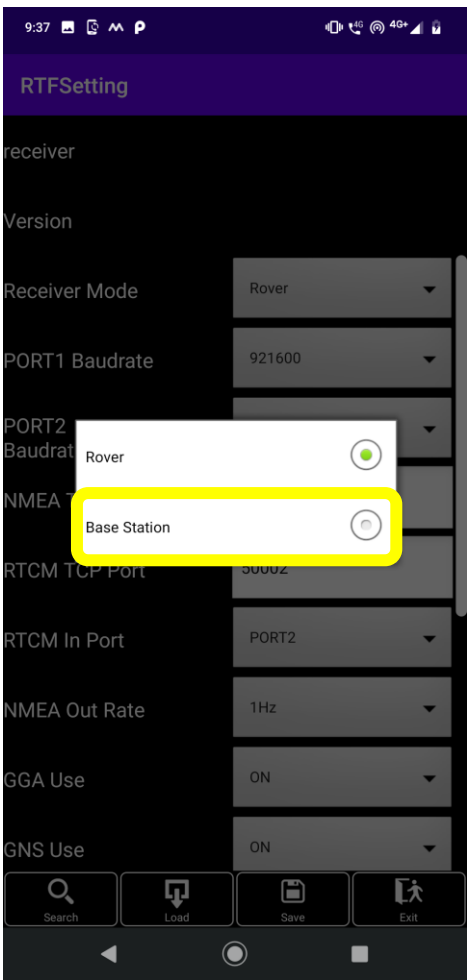 9:37 4G 4G+
RTFSetting
receiver
Version
Receiver Mode Rover
PORT1 Baudrate 921600
PORT2
Baudrat
Rover
NMEA T
Base Station
RTCM TCP Port 50002
RTCM In Port PORT2
NMEA Out Rate 1Hz
GGA Use ON
GNS Use ON
Search Load Save Exit